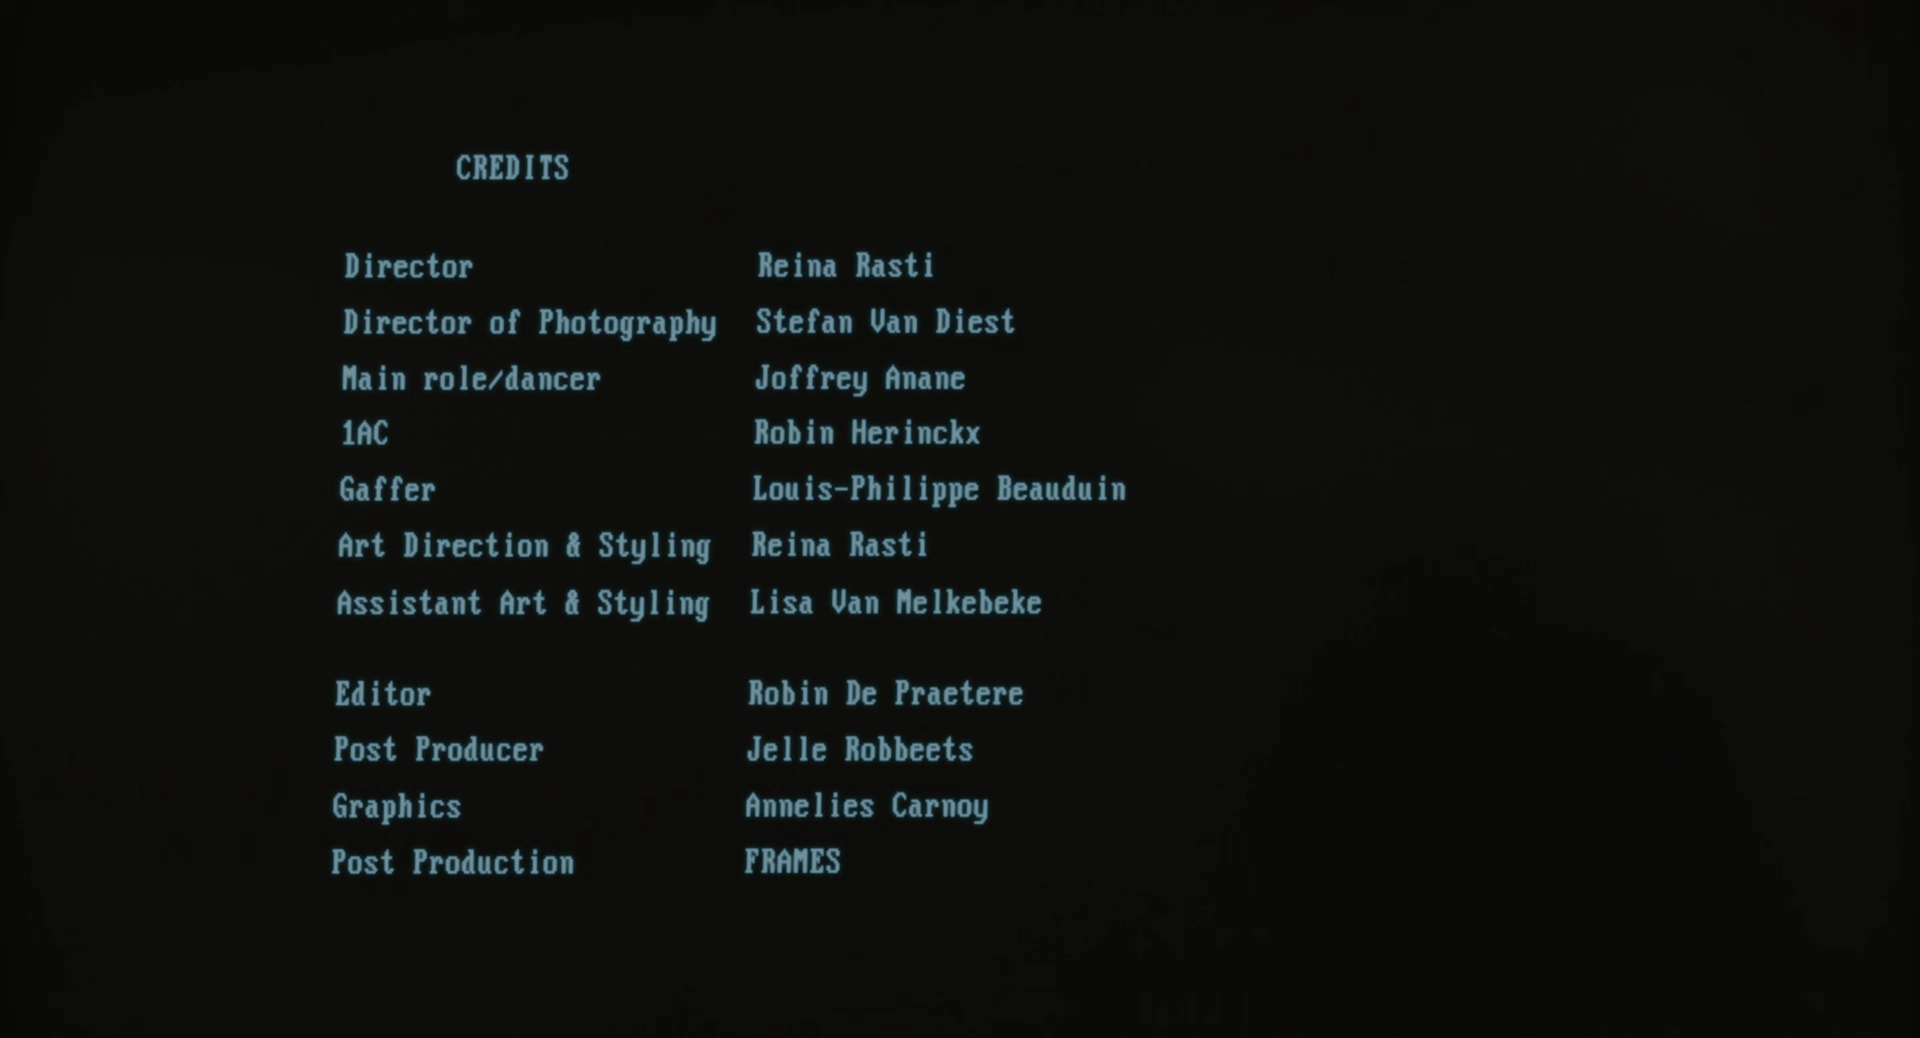 CREDITS
Director Reina Rasti
Director of Photography Stefan Van Diest
Main role/dancer Joffrey Anane
1AC Robin Herinckx
Gaffer Louis-Philippe Beauduin
Art Direction & Styling Reina Rasti
Assistant Art & Styling Lisa Van Melkebeke
Editor Robin De Praetere
Post Producer Jelle Robbeets
Graphics Annelies Carnoy
Post Production FRAMES